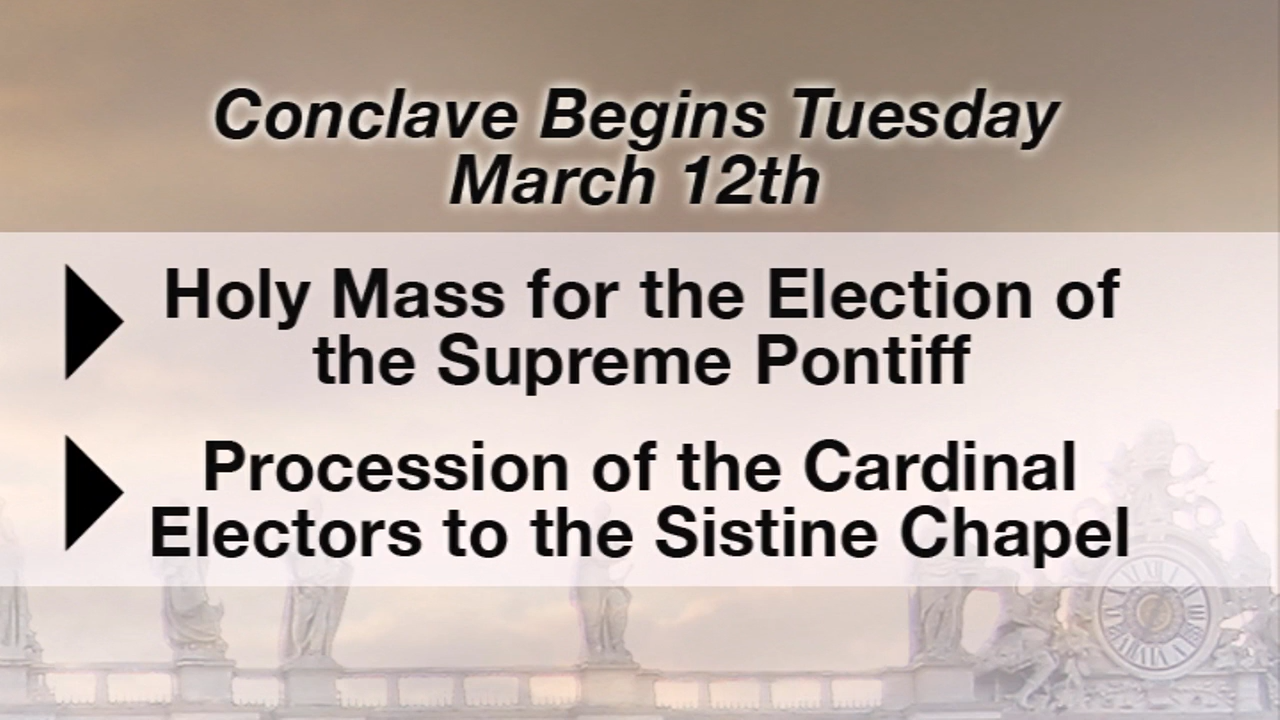 Conclave Begins Tuesday
March 12th
Holy Mass for the Election of
the Supreme Pontiff
Procession of the Cardinal
Electors to the Sistine Chapel